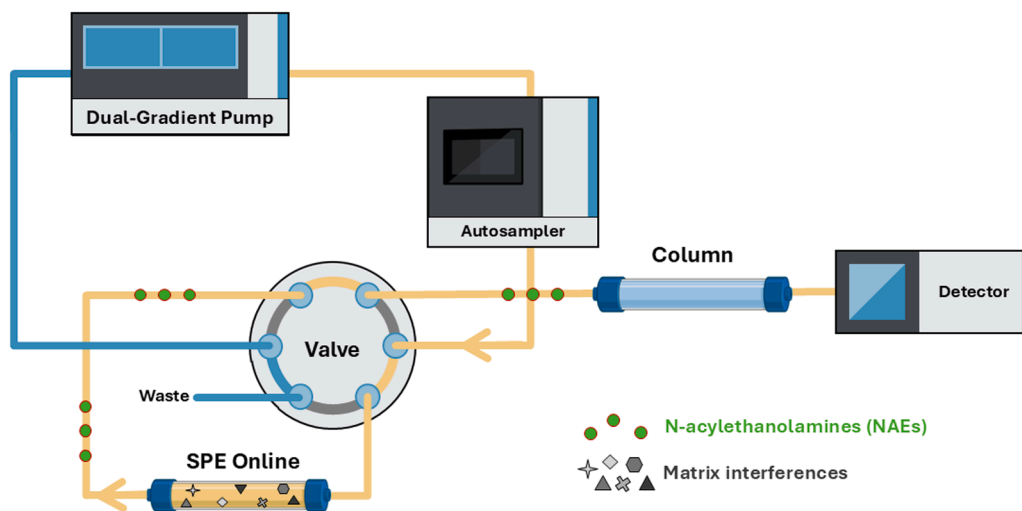 Dual-Gradient Pump
Autosampler
Column
Detector
Valve
Waste
SPE Online
N-acylethanolamines (NAEs)
Matrix interferences